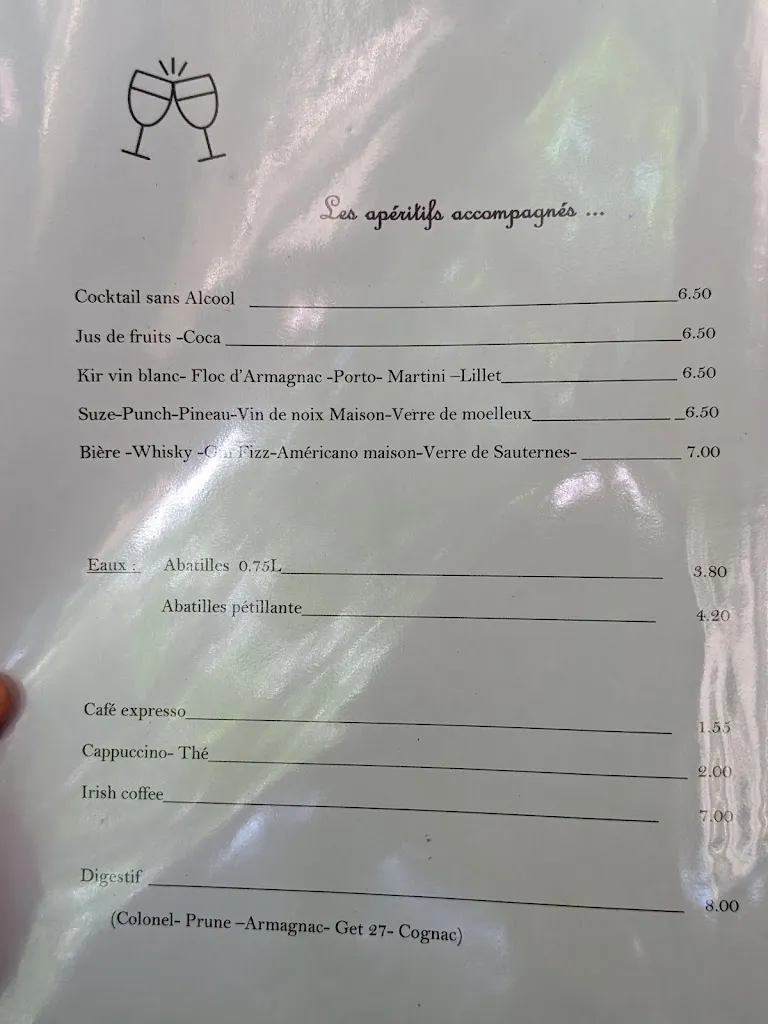 Les apéritifs accompagnés ...
Cocktail sans Alcool 6.50
Jus de fruits -Coca 6.50
Kir vin blanc- Floc d'Armagnac -Porto- Martini –Lillet 6.50
Suze-Punch-Pineau-Vin de noix Maison-Verre de moelleux 6.50
Bière -Whisky -Gin Fizz-Américano maison-Verre de Sauternes- 7.00
Eaux : Abatilles 0.75L 3.80
Abatilles pétillante 4.20
Café expresso 1.55
Cappuccino- Thé 2.00
Irish coffee 7.00
Digestif 8.00
(Colonel- Prune –Armagnac- Get 27- Cognac)